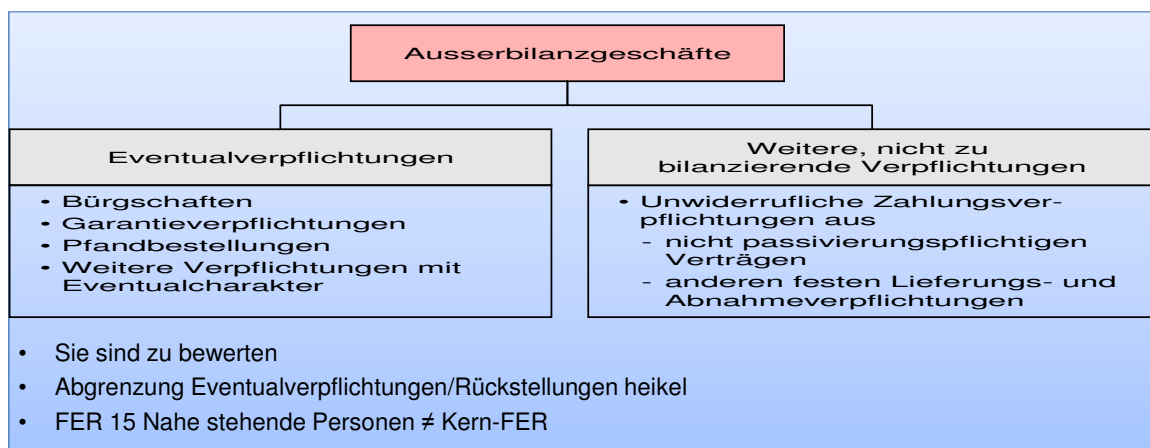 Ausserbilanzgeschäfte
Eventualverpflichtungen
• Bürgschaften
• Garantieverpflichtungen
• Pfandbestellungen
• Weitere Verpflichtungen mit
Eventualcharakter
Weitere, nicht zu
bilanzierende Verpflichtungen
• Unwiderrufliche Zahlungsver-
pflichtungen aus
- nicht passivierungspflichtigen
Verträgen
- anderen festen Lieferungs- und
Abnahmeverpflichtungen
• Sie sind zu bewerten
• Abgrenzung Eventualverpflichtungen/Rückstellungen heikel
• FER 15 Nahe stehende Personen ≠ Kern-FER